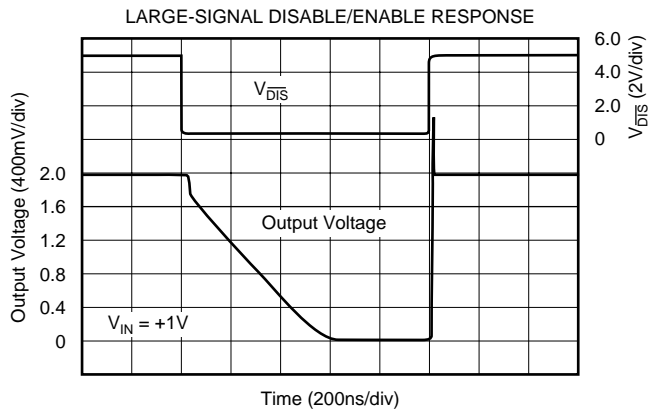 LARGE-SIGNAL DISABLE/ENABLE RESPONSE
6.0
4.0
2.0
0
V_DIS (2V/div)
V_DIS
Output Voltage (400mV/div)
2.0
1.6
1.2
0.8
0.4
0
Output Voltage
V_IN = +1V
Time (200ns/div)